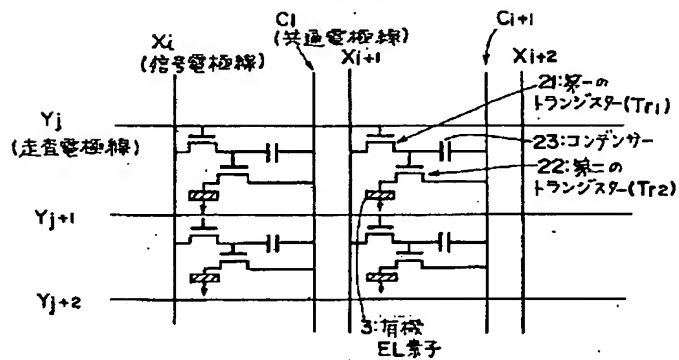 Xi
(信号電極線)
Ci
(共通電極線)
Xi+1
Ci+1
Xi+2
21:第一の
トランジスター(Tr1)
Yj
(走査電極線)
23:コンデンサー
22:第二の
トランジスター(Tr2)
Yj+1
Yj+2
3:有機
EL素子